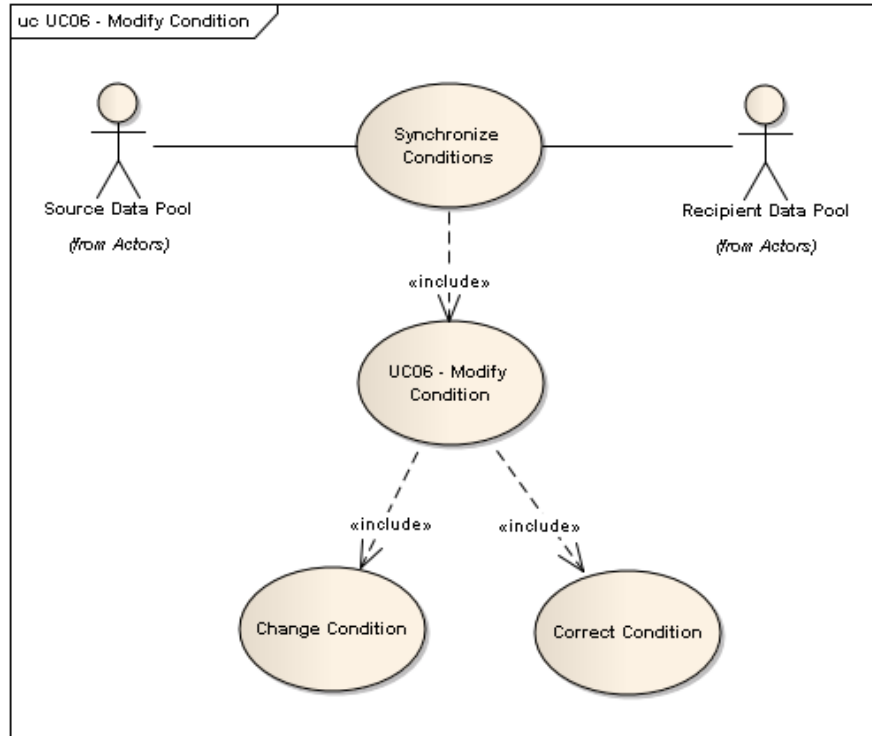 uc UC06 - Modify Condition
Synchronize
Conditions
Source Data Pool
(from Actors)
Recipient Data Pool
(from Actors)
«include»
UC06 - Modify
Condition
«include»
«include»
Change Condition
Correct Condition